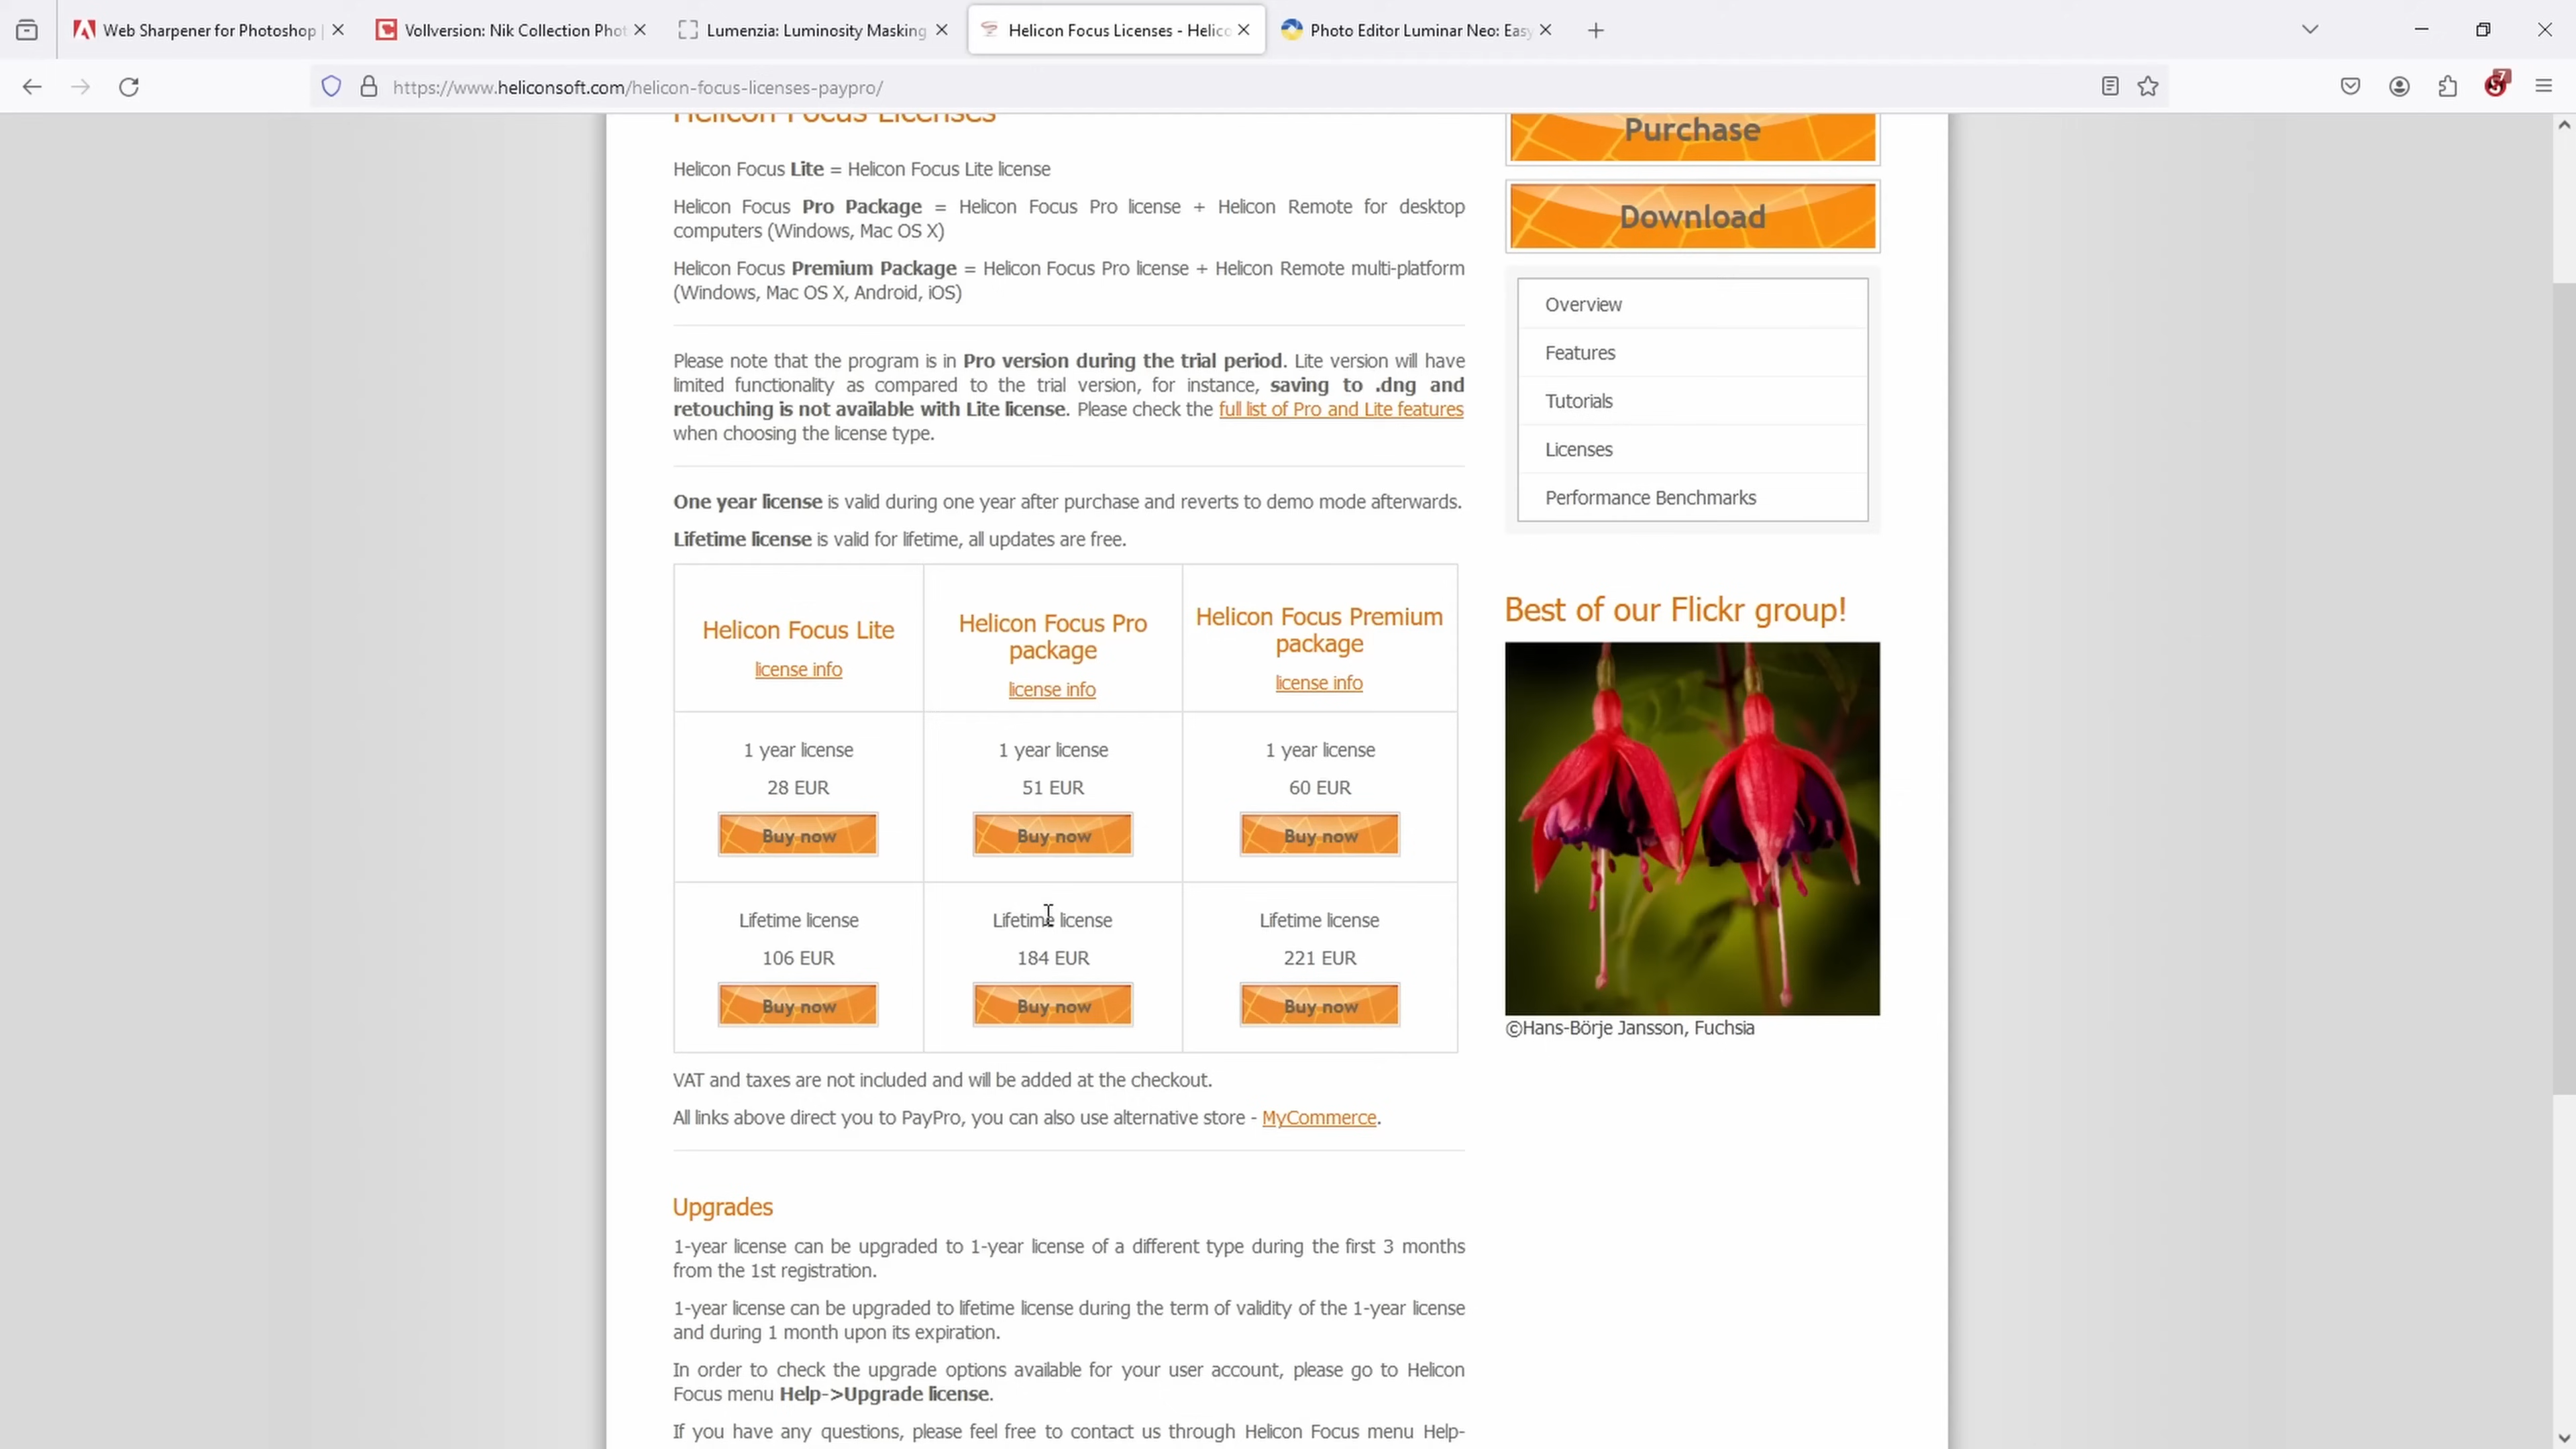 Web Sharpener for Photoshop |
Vollversion: Nik Collection Phot
Lumenzia: Luminosity Masking
Helicon Focus Licenses - Helico
Photo Editor Luminar Neo: Easy
https://www.heliconsoft.com/helicon-focus-licenses-paypro/
7
Helicon Focus Licenses
Helicon Focus Lite = Helicon Focus Lite license
Helicon Focus Pro Package = Helicon Focus Pro license + Helicon Remote for desktop
computers (Windows, Mac OS X)
Helicon Focus Premium Package = Helicon Focus Pro license + Helicon Remote multi-platform
(Windows, Mac OS X, Android, iOS)
Please note that the program is in Pro version during the trial period. Lite version will have
limited functionality as compared to the trial version, for instance, saving to .dng and
retouching is not available with Lite license. Please check the full list of Pro and Lite features
when choosing the license type.
One year license is valid during one year after purchase and reverts to demo mode afterwards.
Lifetime license is valid for lifetime, all updates are free.
Helicon Focus Lite
license info
Helicon Focus Pro
package
license info
Helicon Focus Premium
package
license info
1 year license
28 EUR
Buy now
1 year license
51 EUR
Buy now
1 year license
60 EUR
Buy now
Lifetime license
106 EUR
Buy now
Lifetime license
184 EUR
Buy now
Lifetime license
221 EUR
Buy now
VAT and taxes are not included and will be added at the checkout.
All links above direct you to PayPro, you can also use alternative store - MyCommerce.
Upgrades
1-year license can be upgraded to 1-year license of a different type during the first 3 months
from the 1st registration.
1-year license can be upgraded to lifetime license during the term of validity of the 1-year license
and during 1 month upon its expiration.
In order to check the upgrade options available for your user account, please go to Helicon
Focus menu Help->Upgrade license.
If you have any questions, please feel free to contact us through Helicon Focus menu Help-
Purchase
Download
Overview
Features
Tutorials
Licenses
Performance Benchmarks
Best of our Flickr group!
©Hans-Börje Jansson, Fuchsia